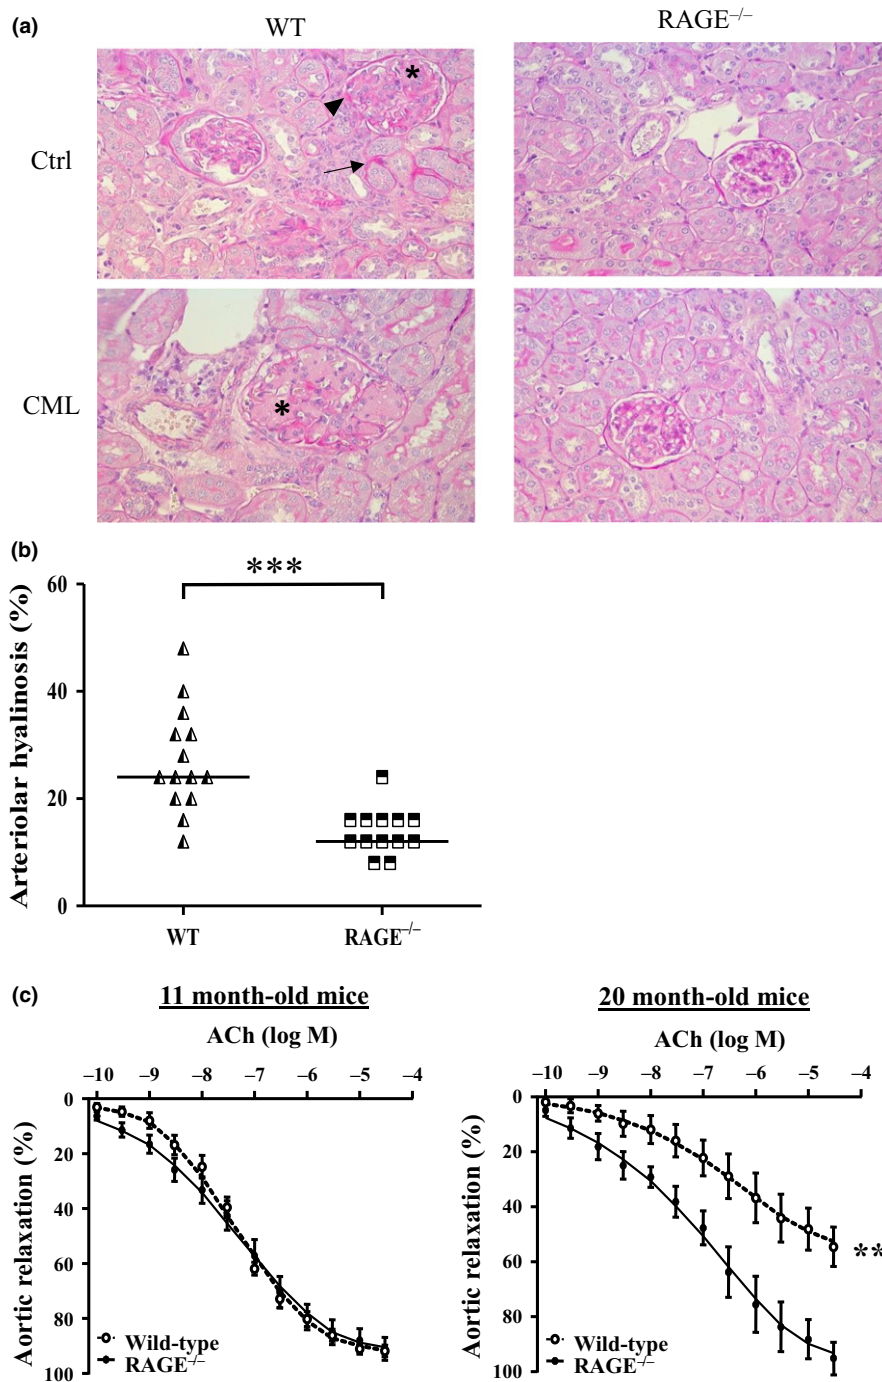 (a)
WT
RAGE–/–
Ctrl
*
CML
*
(b)
***
Arteriolar hyalinosis (%)
60
40
20
0
WT
RAGE–/–
(c)
11 month-old mice
ACh (log M)
–10 –9 –8 –7 –6 –5 –4
Aortic relaxation (%)
0
20
40
60
80
100
Wild-type
RAGE–/–
20 month-old mice
ACh (log M)
–10 –9 –8 –7 –6 –5 –4
Aortic relaxation (%)
0
20
40
60
80
100
**
Wild-type
RAGE–/–